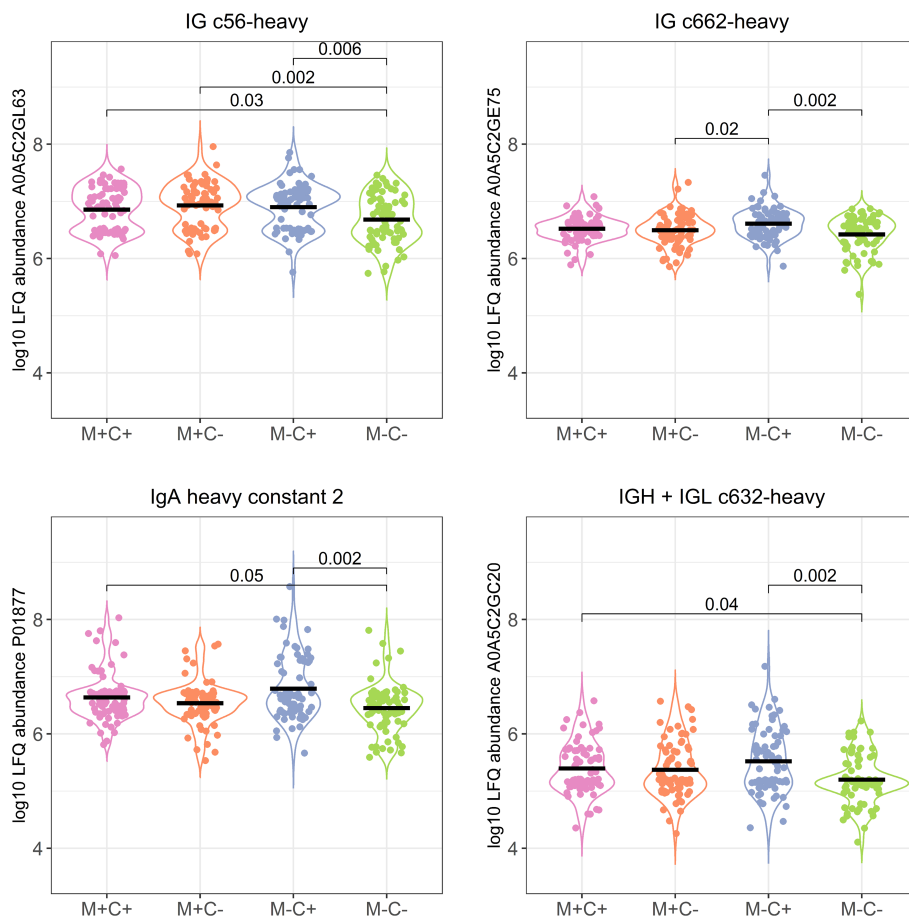 IG c56-heavy
log10 LFQ abundance A0A5C2GL63
8
6
4
0.006
0.002
0.03
M+C+ M+C- M-C+ M-C-
IG c662-heavy
log10 LFQ abundance A0A5C2GE75
8
6
4
0.002
0.02
M+C+ M+C- M-C+ M-C-
IgA heavy constant 2
log10 LFQ abundance P01877
8
6
4
0.002
0.05
M+C+ M+C- M-C+ M-C-
IGH + IGL c632-heavy
log10 LFQ abundance A0A5C2GC20
8
6
4
0.002
0.04
M+C+ M+C- M-C+ M-C-